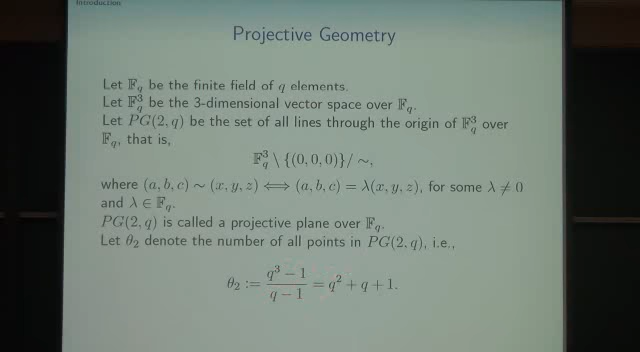 Introduction
Projective Geometry
Let 𝔽_q be the finite field of q elements.
Let 𝔽_q^3 be the 3-dimensional vector space over 𝔽_q.
Let PG(2, q) be the set of all lines through the origin of 𝔽_q^3 over
𝔽_q, that is,
𝔽_q^3 \ {(0, 0, 0)}/ ∼,
where (a, b, c) ∼ (x, y, z) ⟺ (a, b, c) = λ(x, y, z), for some λ ≠ 0
and λ ∈ 𝔽_q.
PG(2, q) is called a projective plane over 𝔽_q.
Let θ_2 denote the number of all points in PG(2, q), i.e.,
θ_2 := (q^3 − 1)/(q − 1) = q^2 + q + 1.